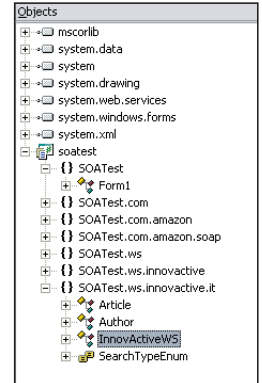 Objects
mscorlib
system.data
system
system.drawing
system.web.services
system.windows.forms
system.xml
soatest
{} SOATest
Form1
{} SOATest.com
{} SOATest.com.amazon
{} SOATest.com.amazon.soap
{} SOATest.ws
{} SOATest.ws.innovactive
{} SOATest.ws.innovactive.it
Article
Author
InnovActiveWS
SearchTypeEnum